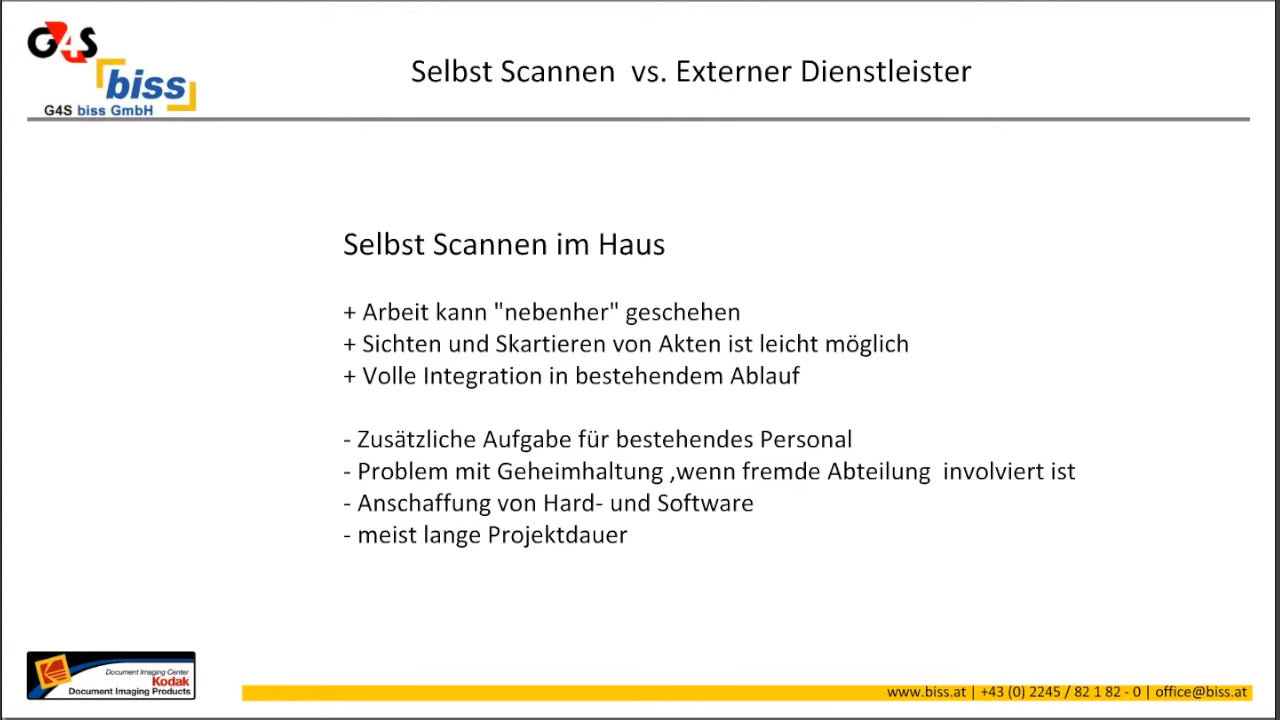 G4S
biss
G4S biss GmbH
Selbst Scannen vs. Externer Dienstleister
Selbst Scannen im Haus
+ Arbeit kann "nebenher" geschehen
+ Sichten und Skartieren von Akten ist leicht möglich
+ Volle Integration in bestehendem Ablauf
- Zusätzliche Aufgabe für bestehendes Personal
- Problem mit Geheimhaltung ,wenn fremde Abteilung involviert ist
- Anschaffung von Hard- und Software
- meist lange Projektdauer
Document Imaging Center
Kodak
Document Imaging Products
www.biss.at | +43 (0) 2245 / 82 1 82 - 0 | office@biss.at